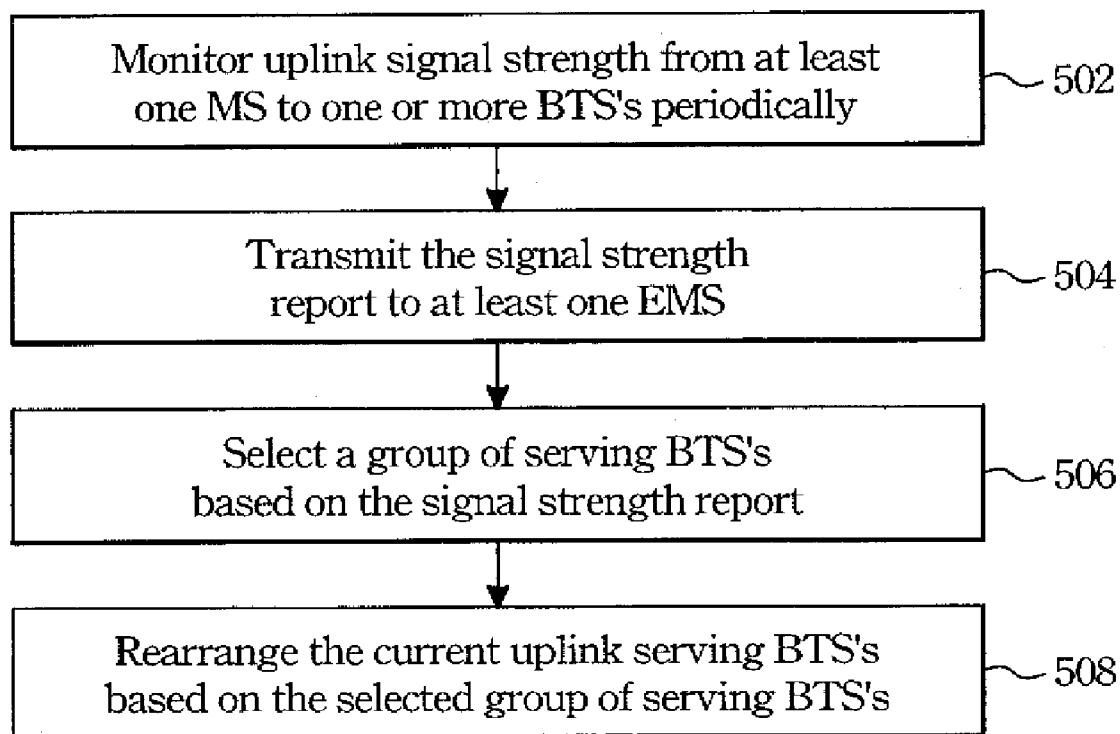 Monitor uplink signal strength from at least
one MS to one or more BTS's periodically
502
Transmit the signal strength
report to at least one EMS
504
Select a group of serving BTS's
based on the signal strength report
506
Rearrange the current uplink serving BTS's
based on the selected group of serving BTS's
508